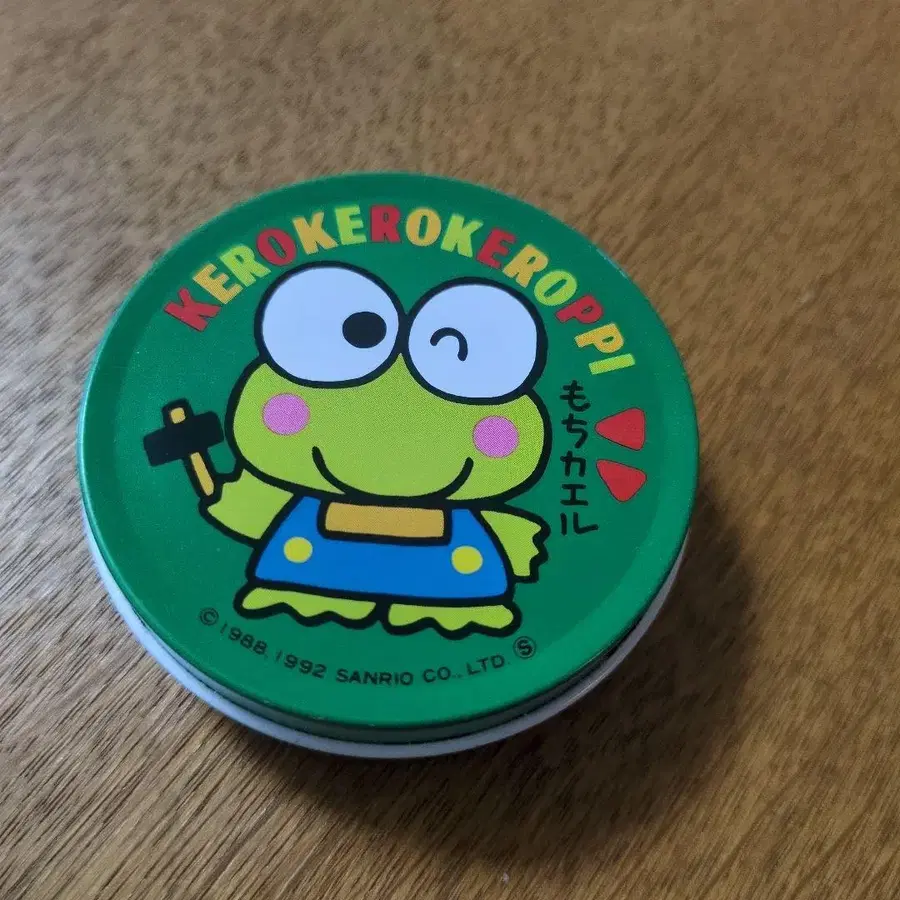 KEROKEROKEROPPI
もちカエル
© 1988, 1992 SANRIO CO., LTD. Ⓢ